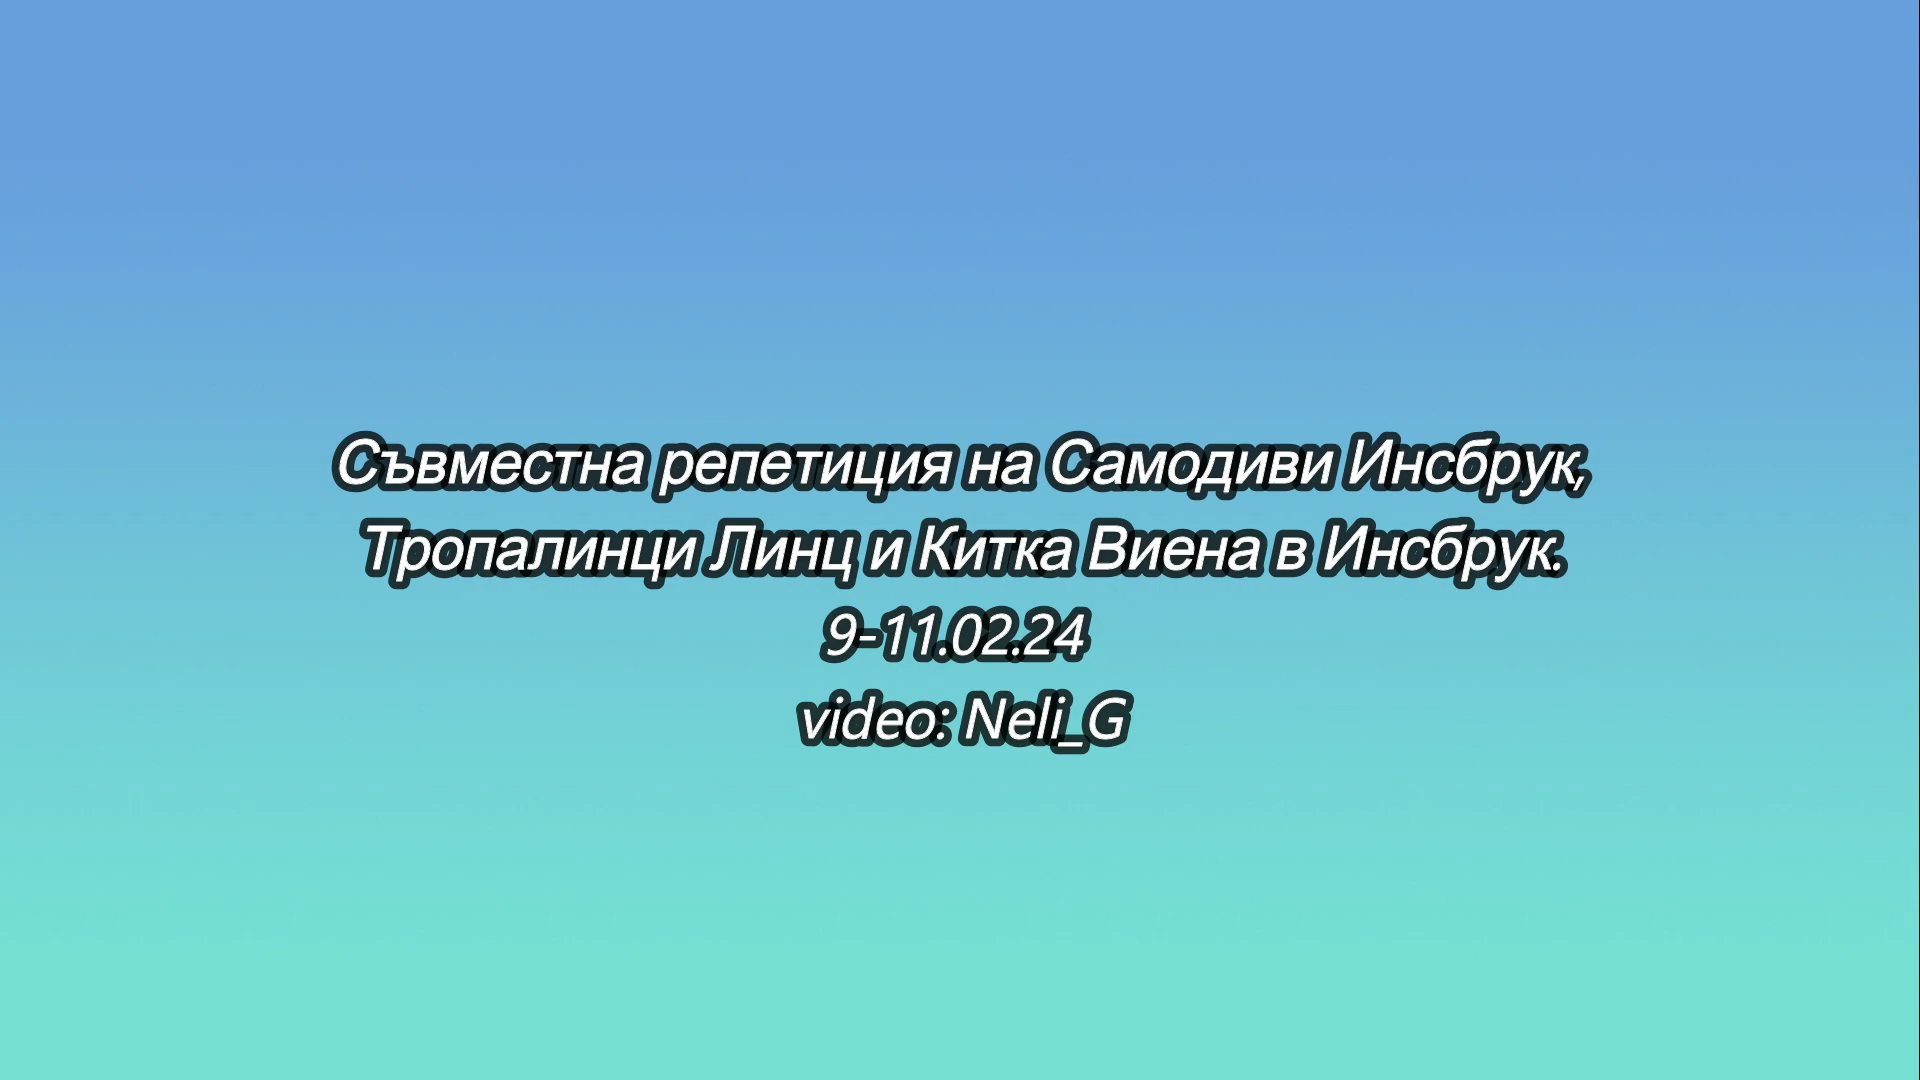 Съвместна репетиция на Самодиви Инсбрук,
Тропалинци Линц и Китка Виена в Инсбрук.
9-11.02.24
video: Neli_G